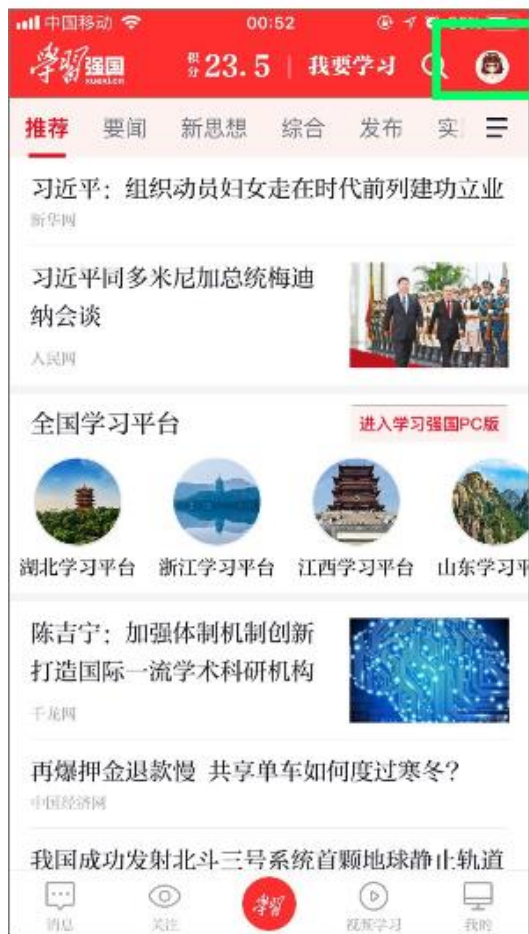 中国移动 00:52
学习强国 积分 23.5 | 我要学习
xuexi.cn
推荐 要闻 新思想 综合 发布 实
习近平：组织动员妇女走在时代前列建功立业
新华网
习近平同多米尼加总统梅迪
纳会谈
人民网
全国学习平台 进入学习强国PC版
湖北学习平台 浙江学习平台 江西学习平台 山东学习平
陈吉宁：加强体制机制创新
打造国际一流学术科研机构
千龙网
再爆押金退款慢 共享单车如何度过寒冬？
中国经济网
我国成功发射北斗三号系统首颗地球静止轨道
消息 关注 学习 视频学习 我的